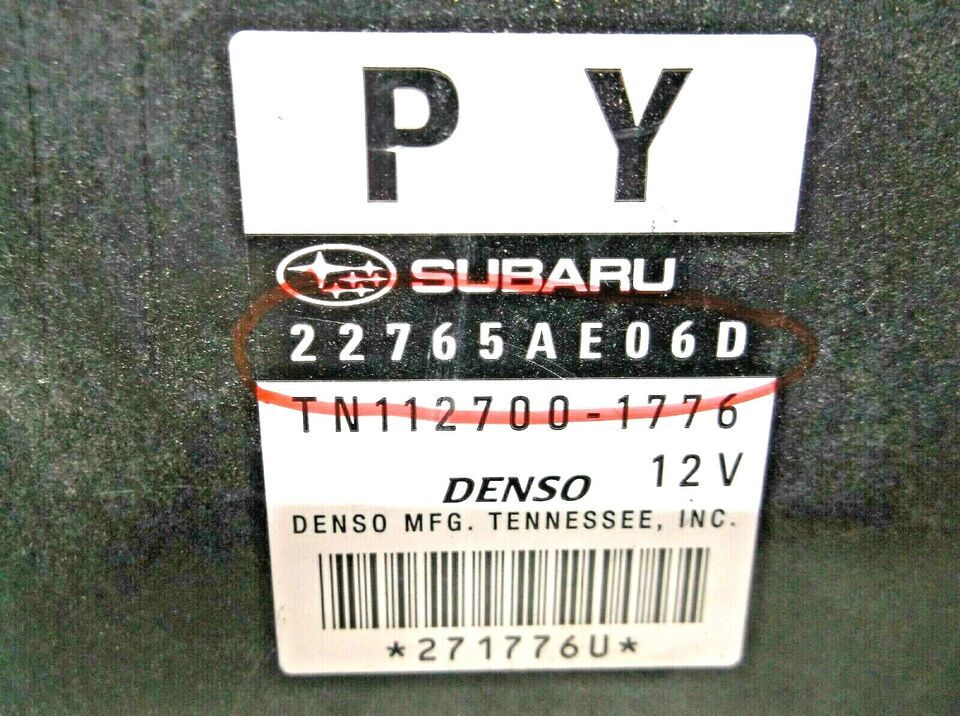 P Y
SUBARU
22765AE06D
TN112700-1776
12V
DENSO
DENSO MFG. TENNESSEE, INC.
*271776U*